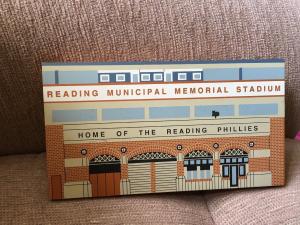 READING MUNICIPAL MEMORIAL STADIUM
HOME OF THE READING PHILLIES